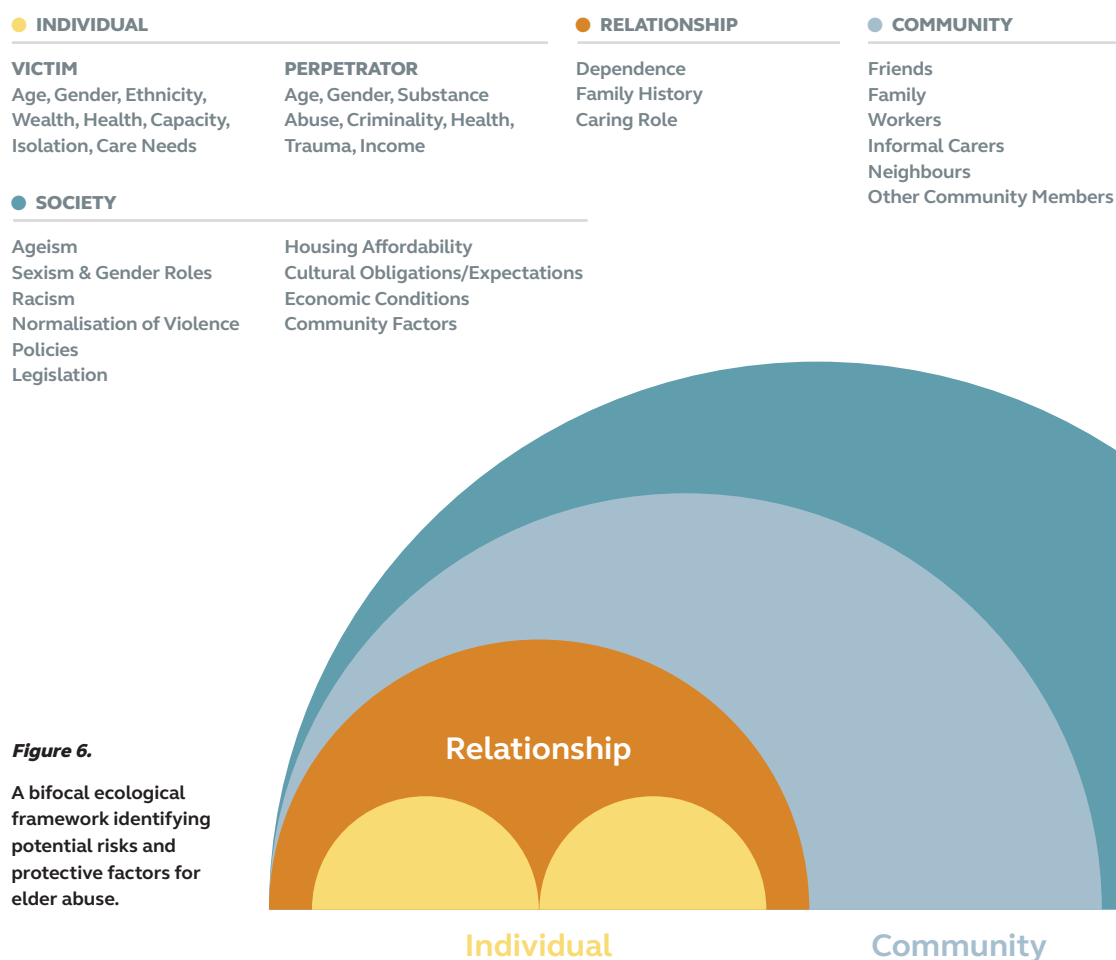 INDIVIDUAL
VICTIM
Age, Gender, Ethnicity,
Wealth, Health, Capacity,
Isolation, Care Needs
PERPETRATOR
Age, Gender, Substance
Abuse, Criminality, Health,
Trauma, Income
RELATIONSHIP
Dependence
Family History
Caring Role
COMMUNITY
Friends
Family
Workers
Informal Carers
Neighbours
Other Community Members
SOCIETY
Ageism
Sexism & Gender Roles
Racism
Normalisation of Violence
Policies
Legislation
Housing Affordability
Cultural Obligations/Expectations
Economic Conditions
Community Factors
Relationship
Figure 6.
A bifocal ecological
framework identifying
potential risks and
protective factors for
elder abuse.
Individual
Community